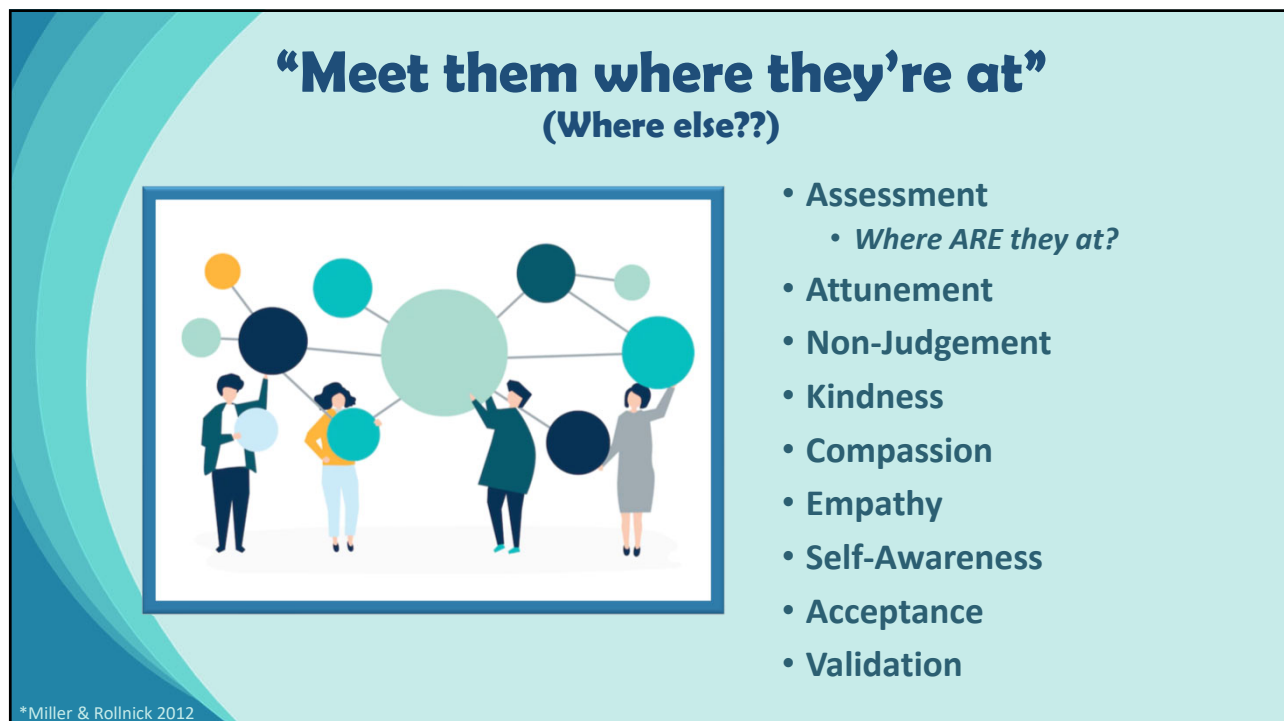 “Meet them where they’re at”
(Where else??)
• Assessment
• Where ARE they at?
• Attunement
• Non-Judgement
• Kindness
• Compassion
• Empathy
• Self-Awareness
• Acceptance
• Validation
*Miller & Rollnick 2012